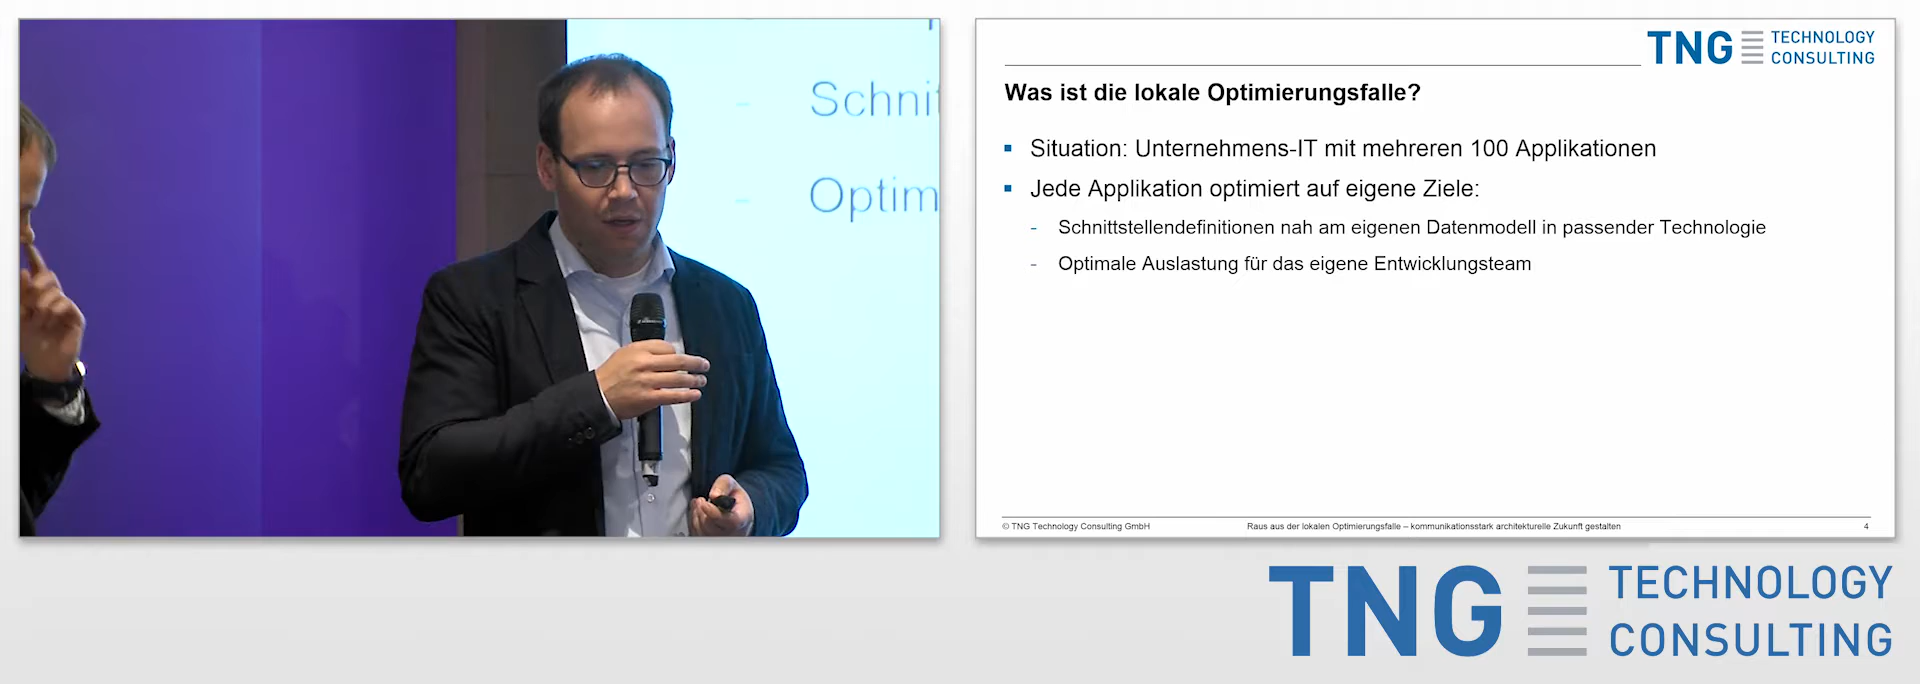 Schnit
Optim
TNG TECHNOLOGY
CONSULTING
Was ist die lokale Optimierungsfalle?
▪ Situation: Unternehmens-IT mit mehreren 100 Applikationen
▪ Jede Applikation optimiert auf eigene Ziele:
- Schnittstellendefinitionen nah am eigenen Datenmodell in passender Technologie
- Optimale Auslastung für das eigene Entwicklungsteam
© TNG Technology Consulting GmbH Raus aus der lokalen Optimierungsfalle – kommunikationsstark architekturelle Zukunft gestalten 4
TNG TECHNOLOGY
CONSULTING